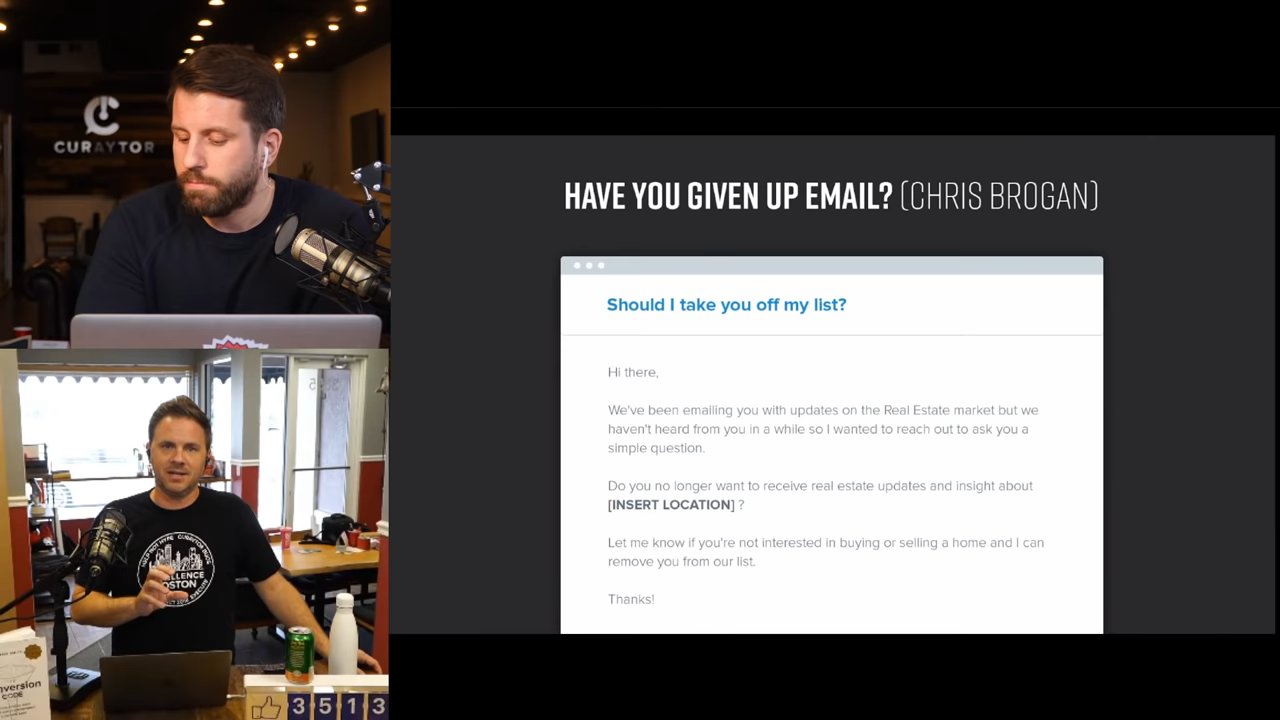 CURAYTOR
HAVE YOU GIVEN UP EMAIL? (CHRIS BROGAN)
Should I take you off my list?
Hi there,
We've been emailing you with updates on the Real Estate market but we
haven't heard from you in a while so I wanted to reach out to ask you a
simple question.
Do you no longer want to receive real estate updates and insight about
[INSERT LOCATION] ?
Let me know if you're not interested in buying or selling a home and I can
remove you from our list.
Thanks!
CODE
3513